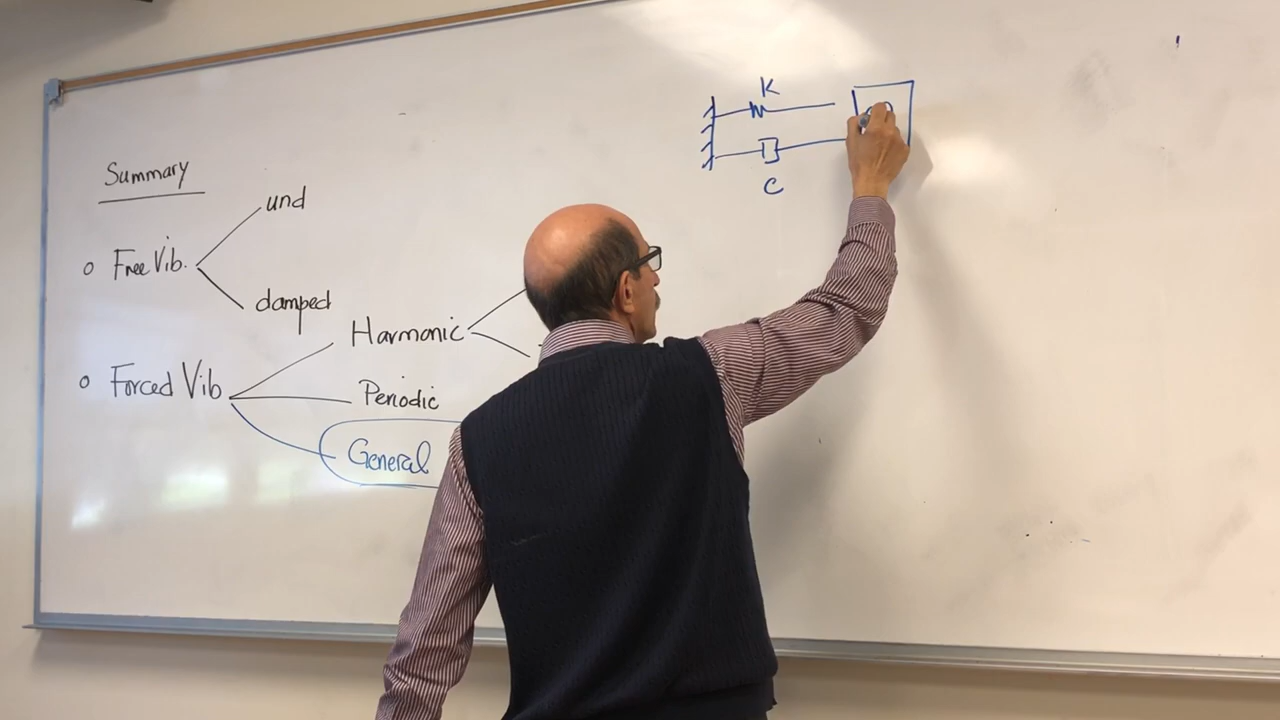 Summary
Free Vib.
und
damped
Forced Vib
Harmonic
Periodic
General
K
C